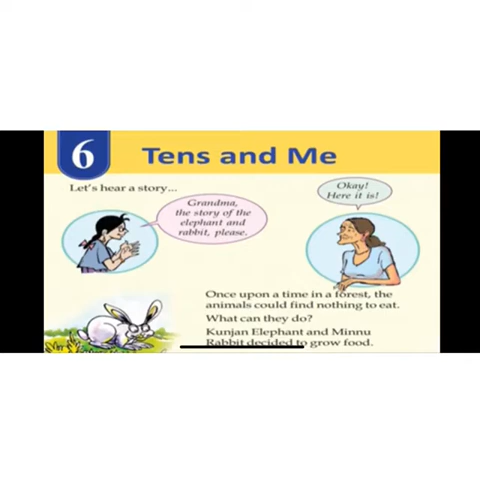 6
Tens and Me
Let's hear a story...
Grandma,
the story of the
elephant and
rabbit, please.
Okay!
Here it is!
Once upon a time in a forest, the
animals could find nothing to eat.
What can they do?
Kunjan Elephant and Minnu
Rabbit decided to grow food.